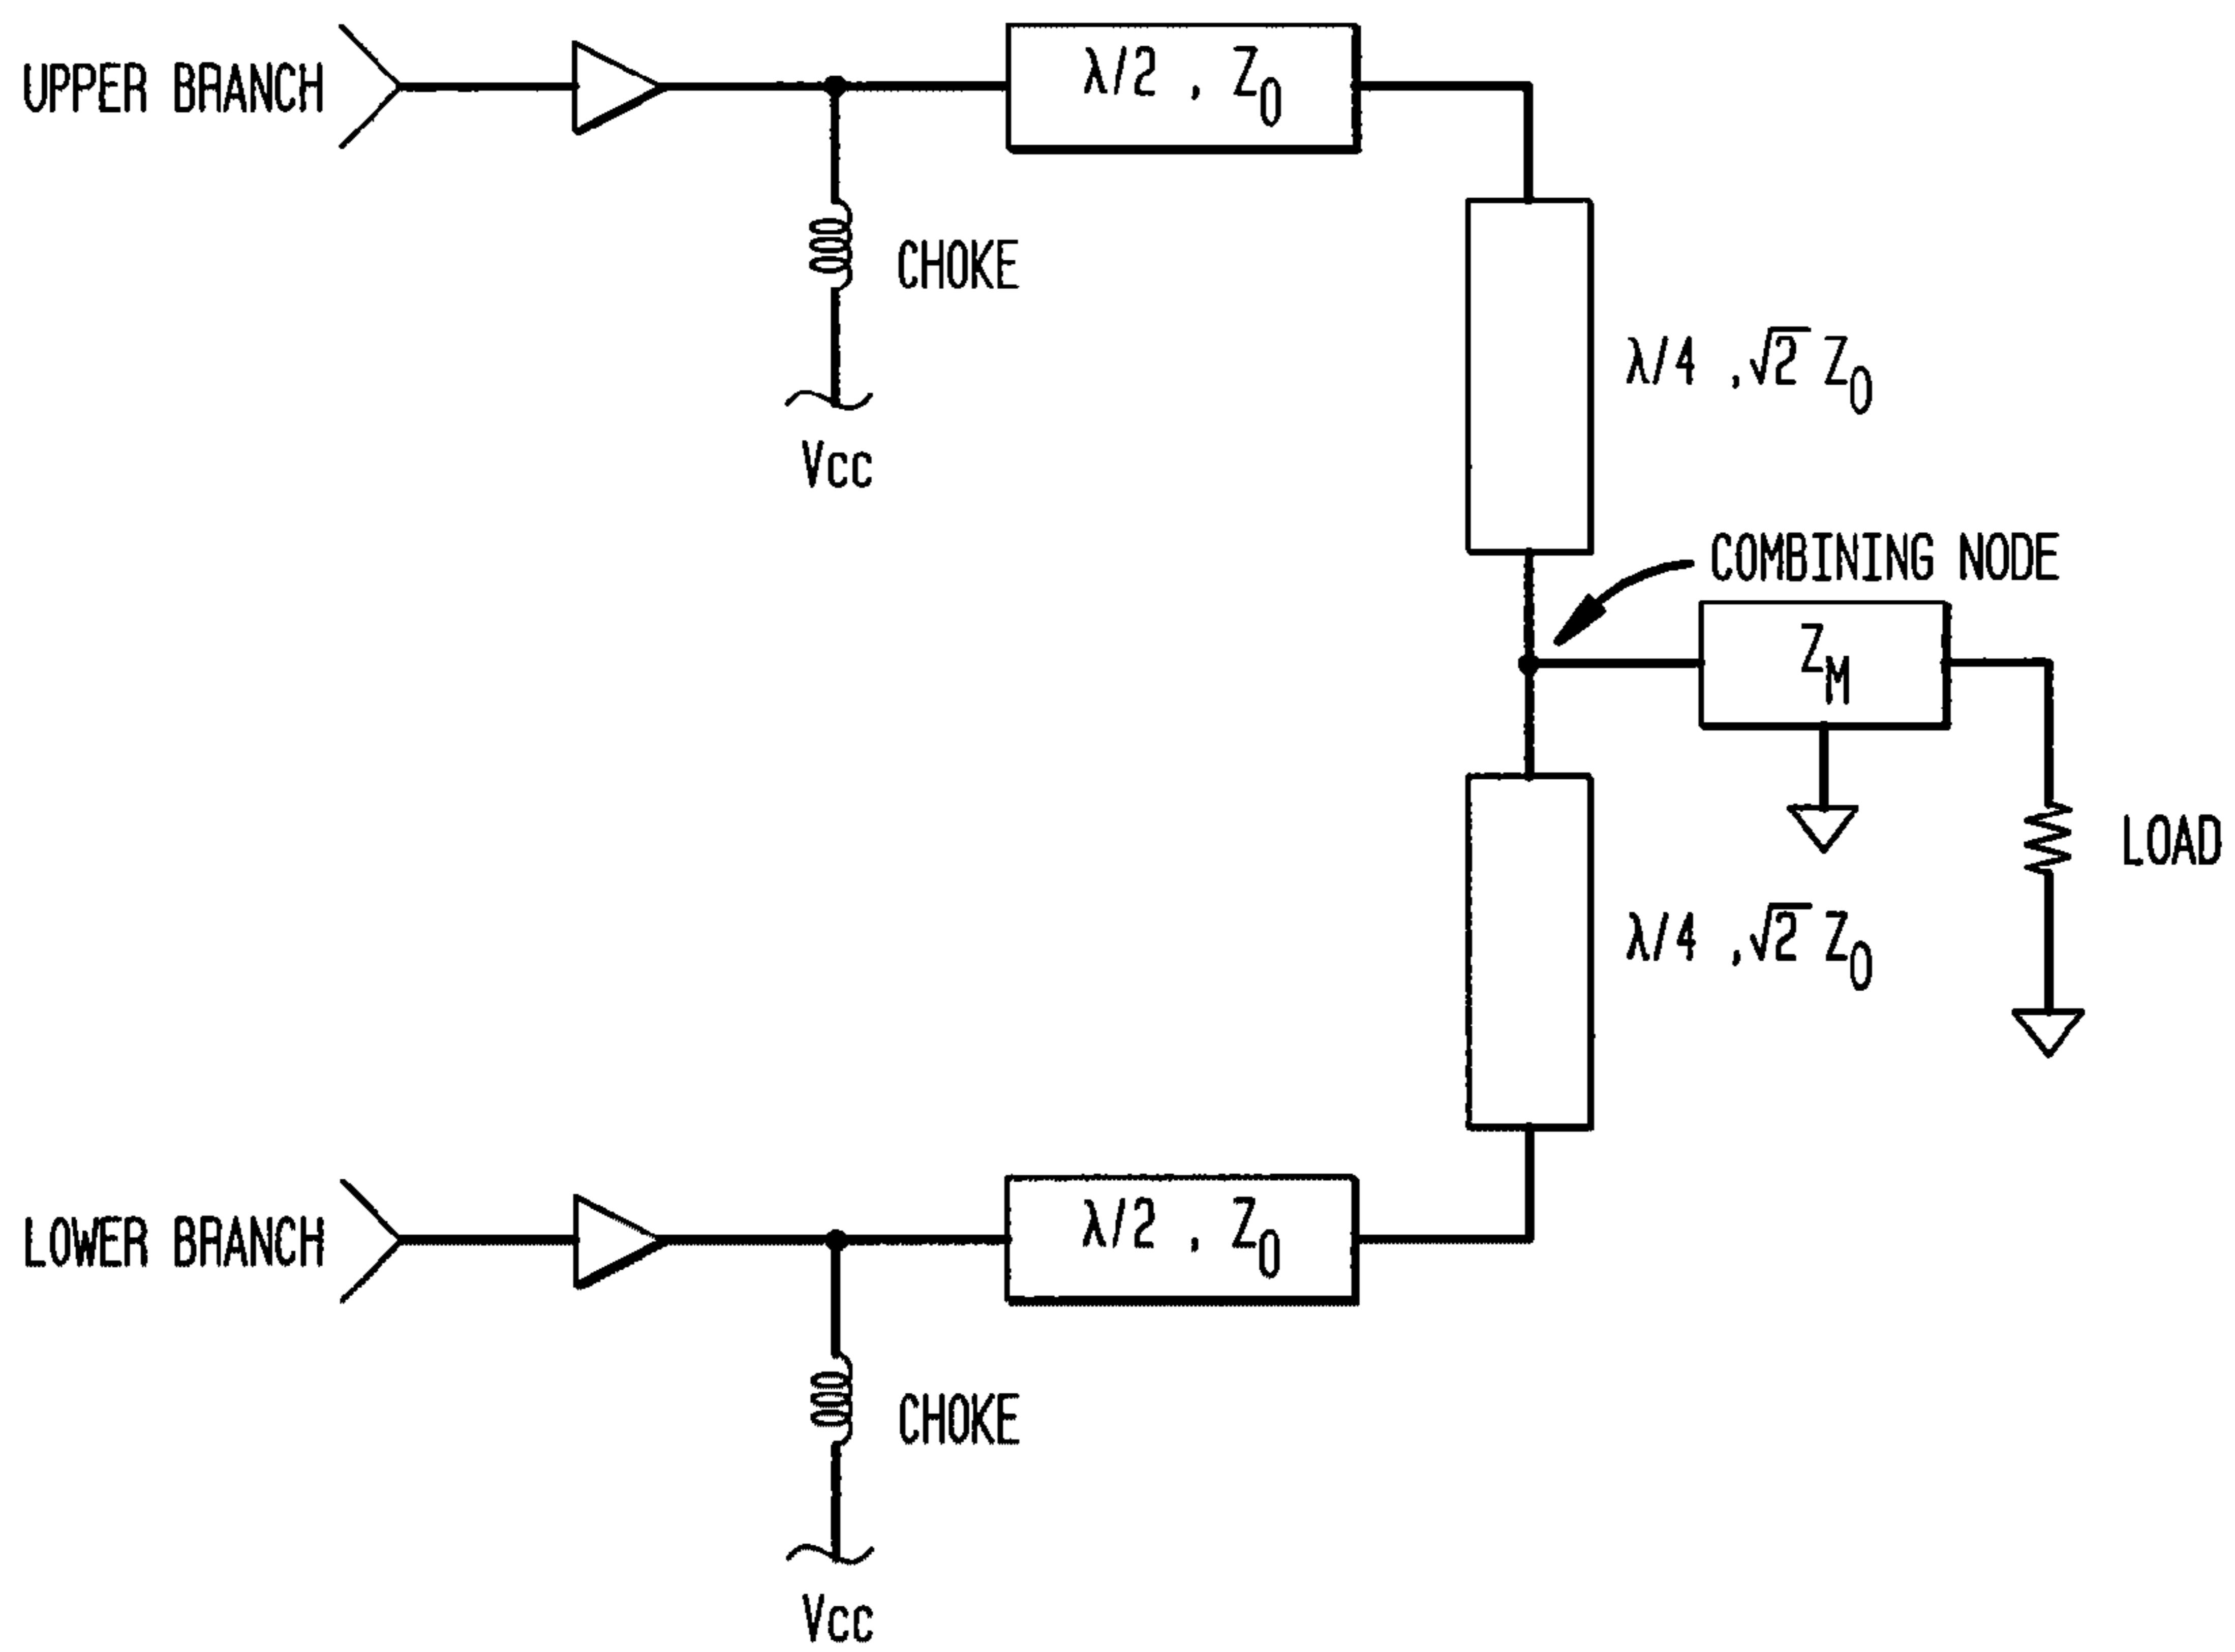 UPPER BRANCH
λ/2 , Z0
CHOKE
Vcc
λ/4 ,√2 Z0
COMBINING NODE
ZM
LOAD
λ/4 ,√2 Z0
LOWER BRANCH
λ/2 , Z0
CHOKE
Vcc